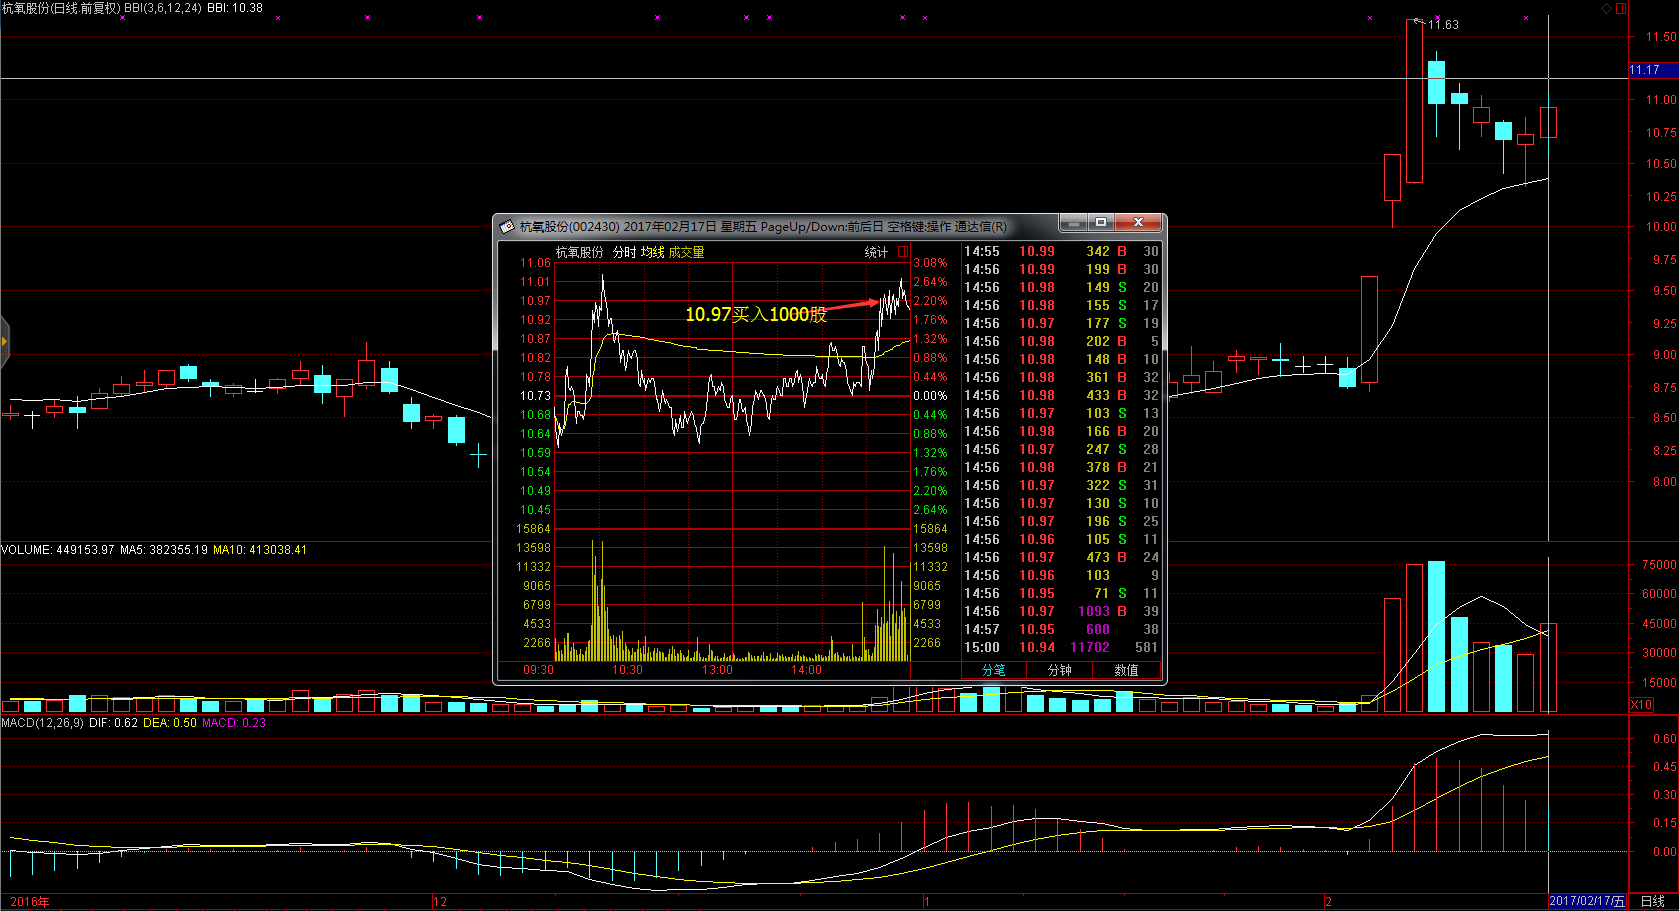 杭氧股份(日线.前复权) BBI(3,6,12,24) BBI: 10.38
11.63
11.50
11.17
11.00
10.75
10.50
10.25
10.00
9.75
9.50
9.25
9.00
8.75
8.50
8.25
8.00
杭氧股份(002430) 2017年02月17日 星期五 PageUp/Down:前后日 空格键:操作 通达信(R)
杭氧股份 分时 均线 成交量 统计
11.06 3.08%
11.01 2.64%
10.97 2.20%
10.92 1.76%
10.87 1.32%
10.82 0.88%
10.78 0.44%
10.73 0.00%
10.68 0.44%
10.64 0.88%
10.59 1.32%
10.54 1.76%
10.49 2.20%
10.45 2.64%
15864 15864
13598 13598
11332 11332
9065 9065
6799 6799
4533 4533
2266 2266
09:30 10:30 13:00 14:00
10.97买入1000股
14:55 10.99 342 B 30
14:56 10.99 199 B 30
14:56 10.98 149 S 20
14:56 10.98 155 S 17
14:56 10.97 177 S 19
14:56 10.98 202 B 5
14:56 10.98 148 B 10
14:56 10.98 361 B 32
14:56 10.98 433 B 32
14:56 10.97 103 S 13
14:56 10.98 166 B 20
14:56 10.97 247 S 28
14:56 10.98 378 B 21
14:56 10.97 322 S 31
14:56 10.97 130 S 10
14:56 10.97 196 S 25
14:56 10.96 105 S 11
14:56 10.97 473 B 24
14:56 10.96 103 9
14:56 10.95 71 S 11
14:56 10.97 1093 B 39
14:57 10.95 600 38
15:00 10.94 11702 581
分笔 分钟 数值
VOLUME: 449153.97 MA5: 382355.19 MA10: 413038.41
75000
60000
45000
30000
15000
X10
MACD(12,26,9) DIF: 0.62 DEA: 0.50 MACD: 0.23
0.60
0.45
0.30
0.15
0.00
2016年 12 1 2 2017/02/17/五 日线